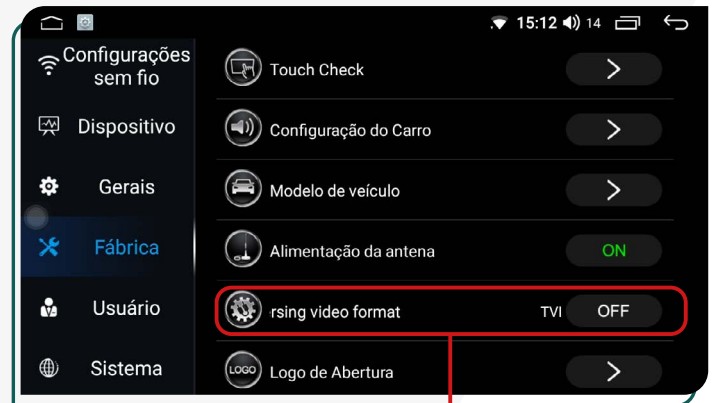 15:12 14
Configurações
sem fio
Dispositivo
Gerais
Fábrica
Usuário
Sistema
Touch Check
Configuração do Carro
Modelo de veículo
Alimentação da antena ON
rsing video format TVI OFF
LOGO Logo de Abertura